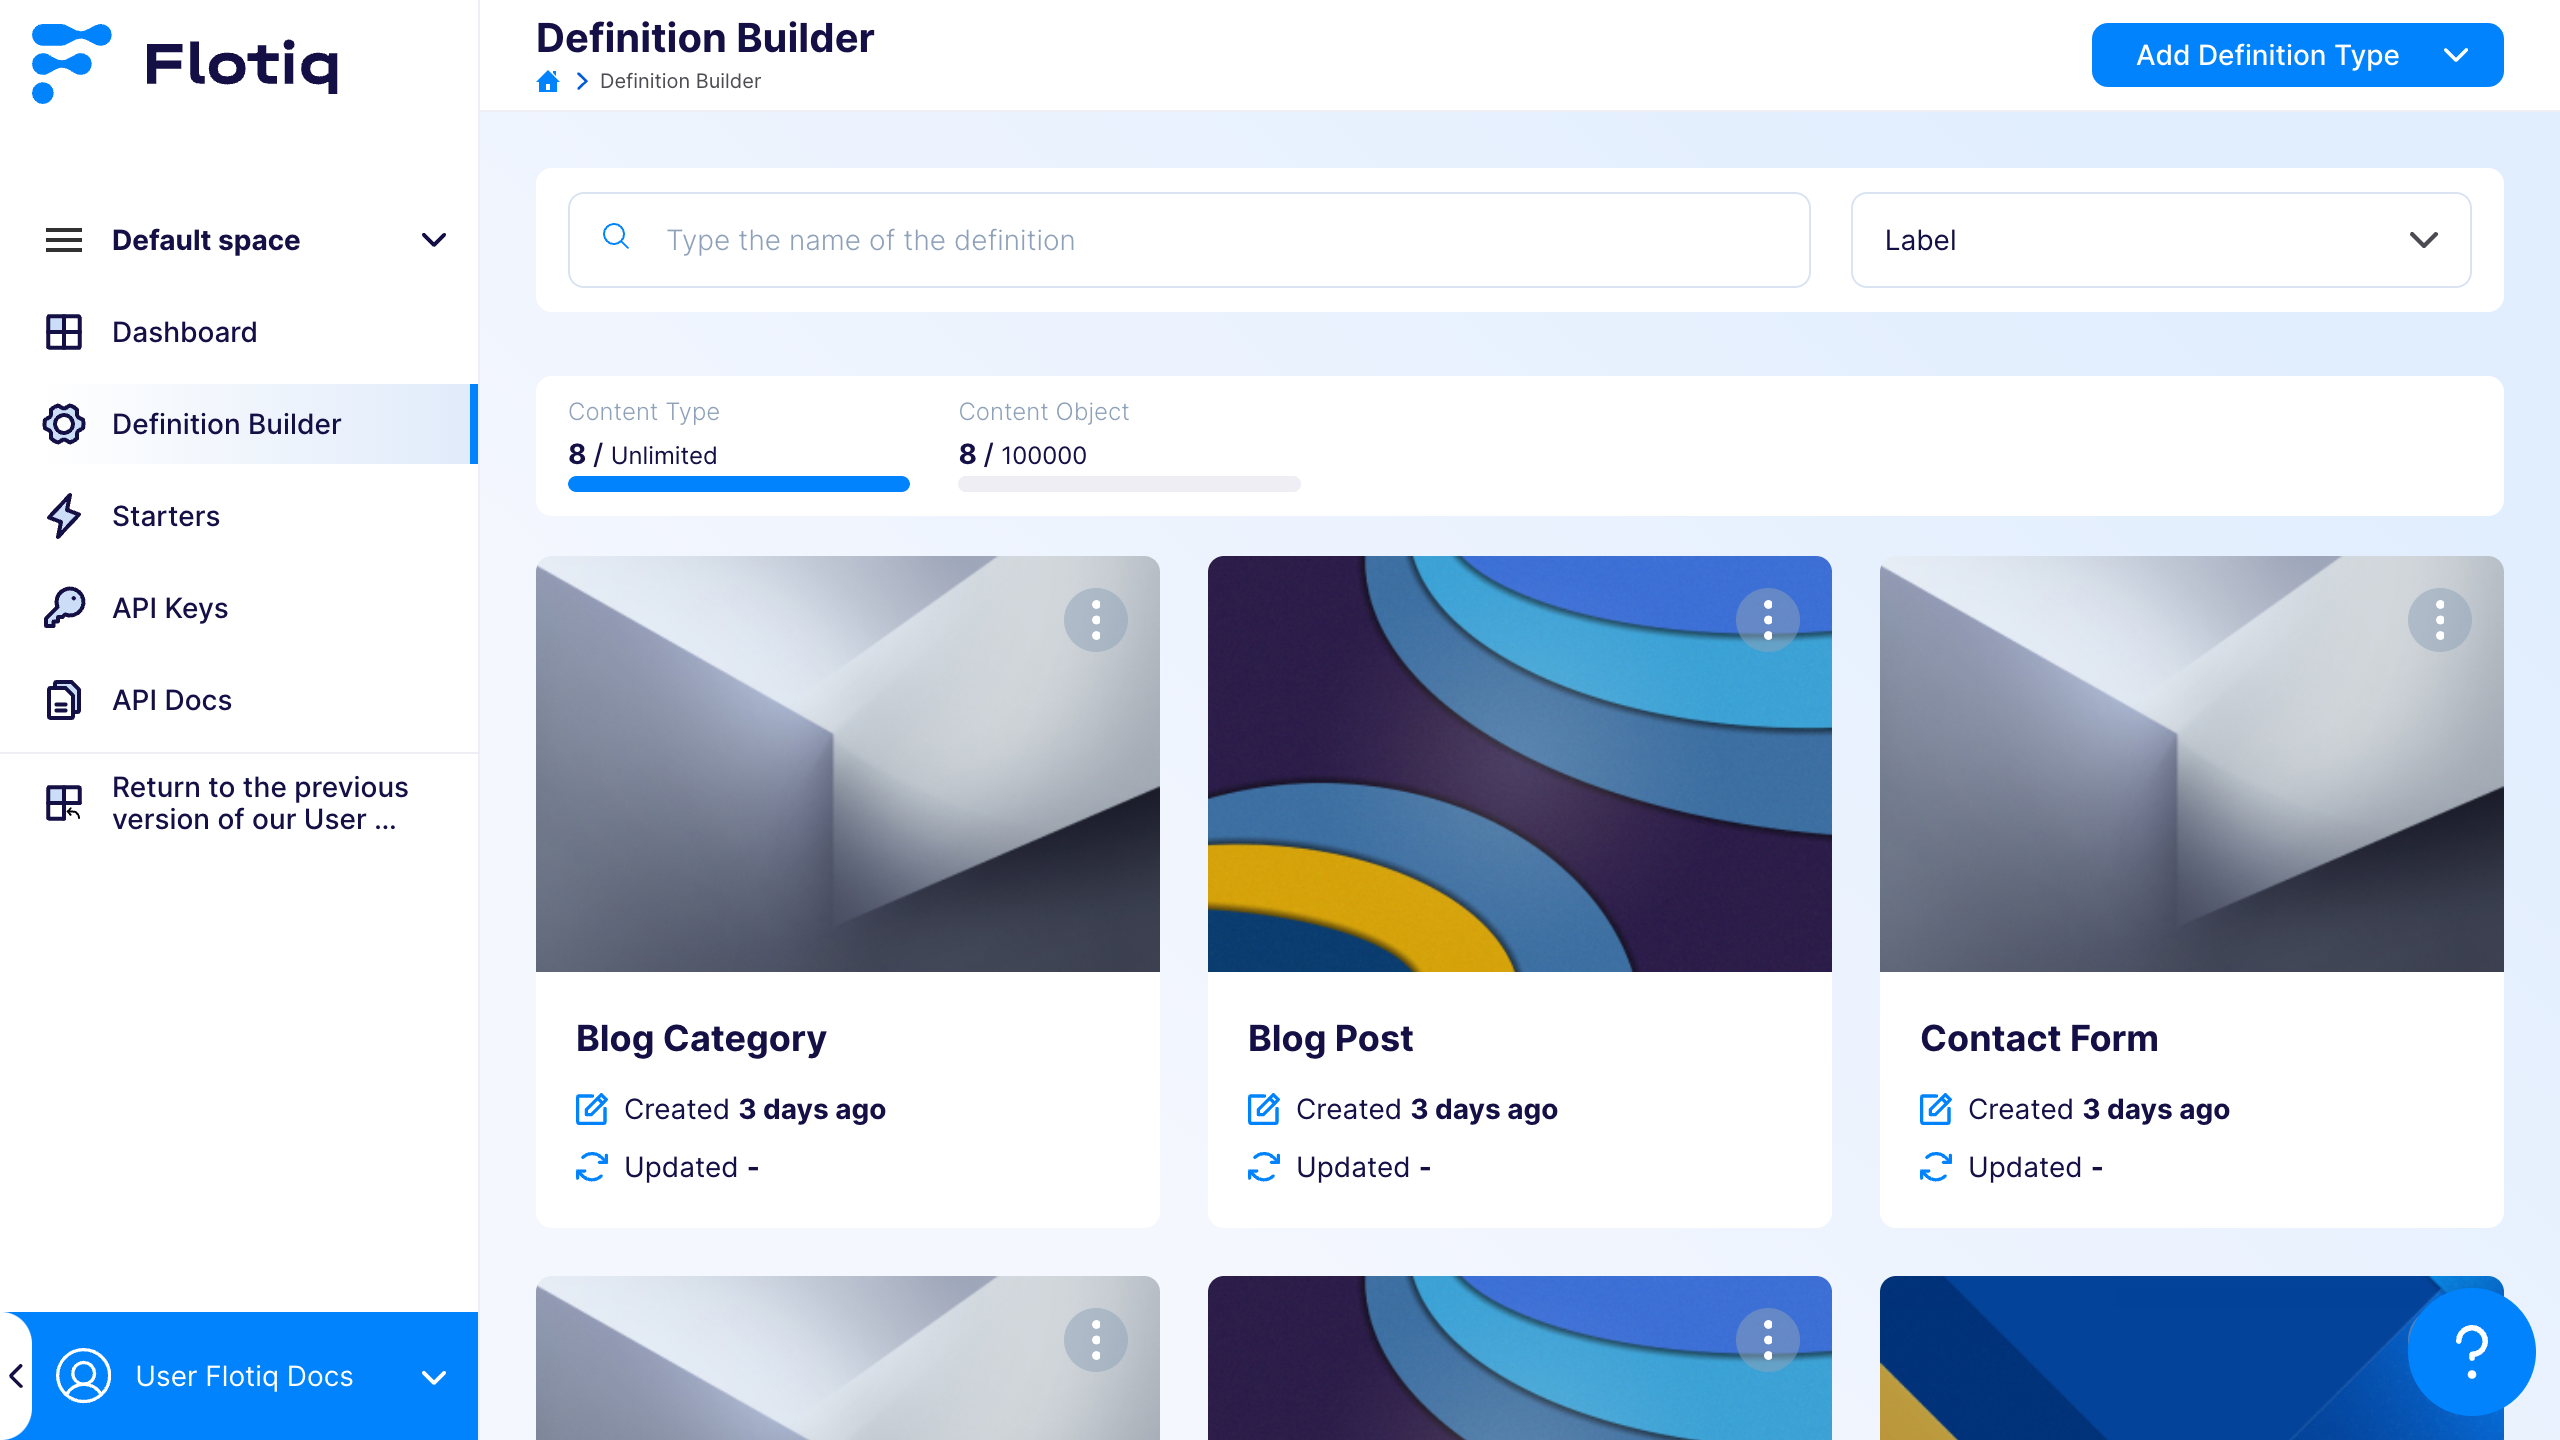 Flotiq
Default space
Dashboard
Definition Builder
Starters
API Keys
API Docs
Return to the previous
version of our User ...
User Flotiq Docs
Definition Builder
Definition Builder
Add Definition Type
Type the name of the definition
Label
Content Type
8 / Unlimited
Content Object
8 / 100000
Blog Category
Created 3 days ago
Updated -
Blog Post
Created 3 days ago
Updated -
Contact Form
Created 3 days ago
Updated -
?